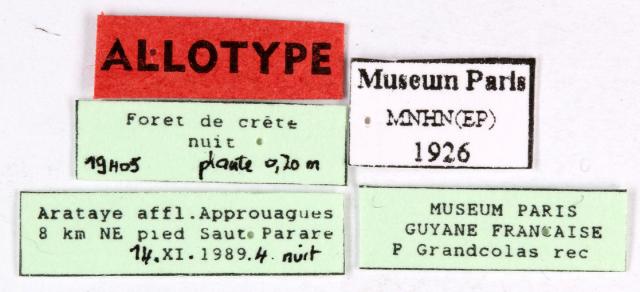 ALLOTYPE
Museum Paris
MNHN(EP)
1926
Foret de crête
nuit
19H05 plante 0,20 m
Arataye affl.Approuagues
8 km NE pied Saut Parare
14.XI.1989.4. nuit
MUSEUM PARIS
GUYANE FRANCAISE
P Grandcolas rec